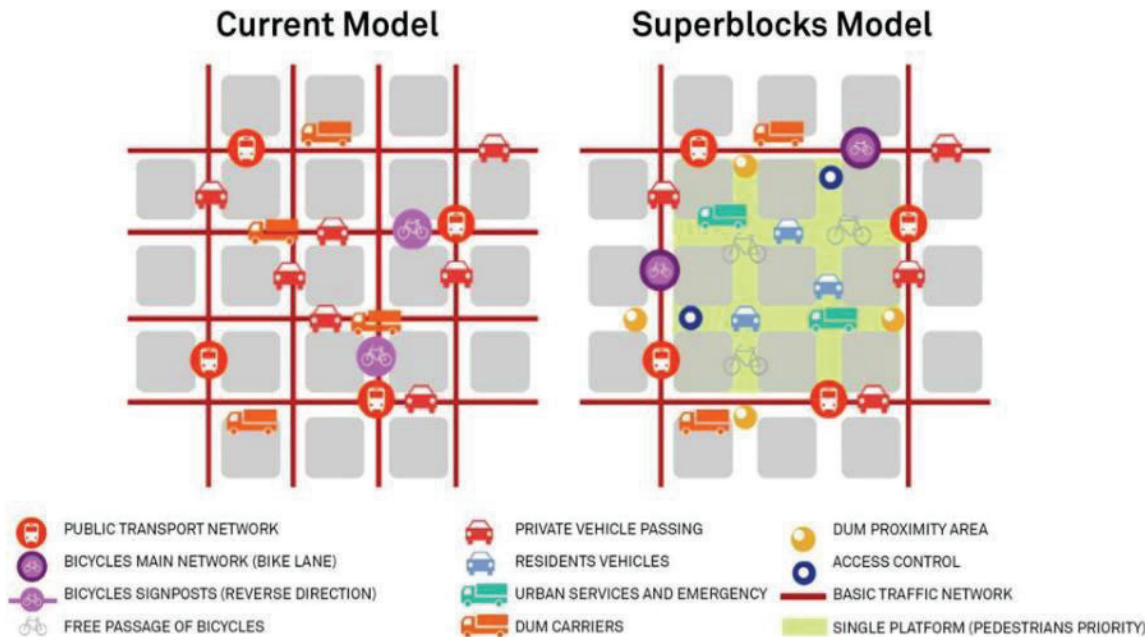 Current Model
Superblocks Model
PUBLIC TRANSPORT NETWORK
BICYCLES MAIN NETWORK (BIKE LANE)
BICYCLES SIGNPOSTS (REVERSE DIRECTION)
FREE PASSAGE OF BICYCLES
PRIVATE VEHICLE PASSING
RESIDENTS VEHICLES
URBAN SERVICES AND EMERGENCY
DUM CARRIERS
DUM PROXIMITY AREA
ACCESS CONTROL
BASIC TRAFFIC NETWORK
SINGLE PLATFORM (PEDESTRIANS PRIORITY)